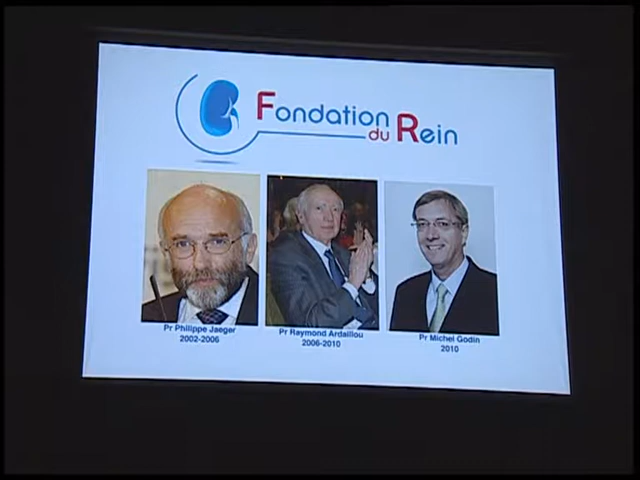 Fondation
du Rein
Pr Philippe Jaeger
2002-2006
Pr Raymond Ardaillou
2006-2010
Pr Michel Godin
2010